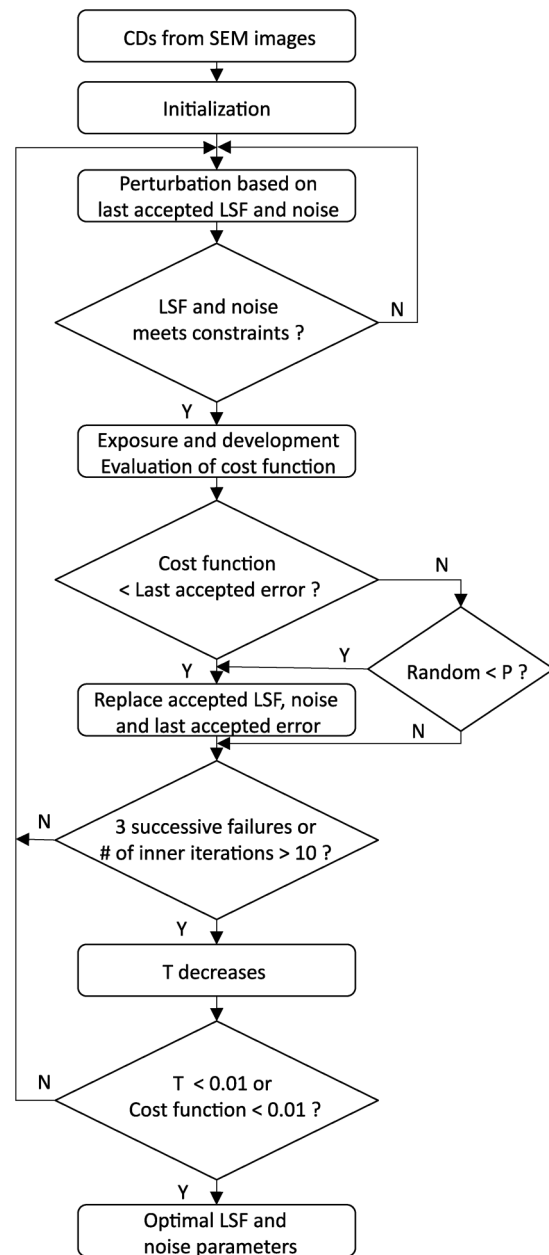 CDs from SEM images
Initialization
Perturbation based on
last accepted LSF and noise
LSF and noise
meets constraints ?
N
Y
Exposure and development
Evaluation of cost function
Cost function
< Last accepted error ?
N
Y
Y
Random < P ?
Replace accepted LSF, noise
and last accepted error
N
N
3 successive failures or
# of inner iterations > 10 ?
Y
T decreases
N
T < 0.01 or
Cost function < 0.01 ?
Y
Optimal LSF and
noise parameters